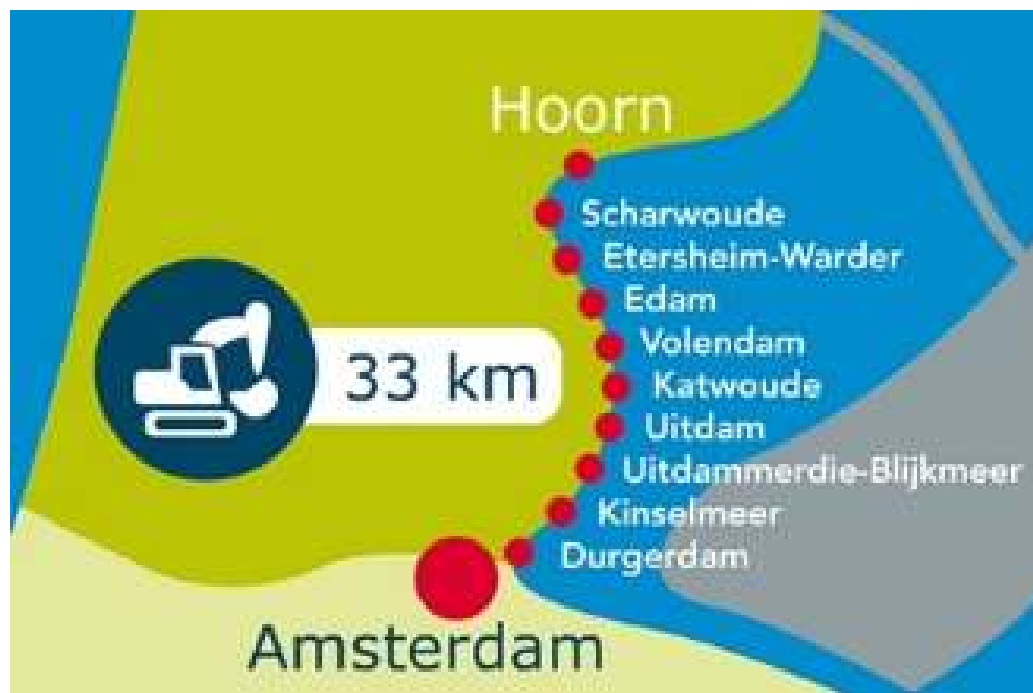 Hoorn
Scharwoude
Etersheim-Warder
Edam
Volendam
33 km
Katwoude
Uitdam
Uitdammerdie-Blijkmeer
Kinselmeer
Durgerdam
Amsterdam